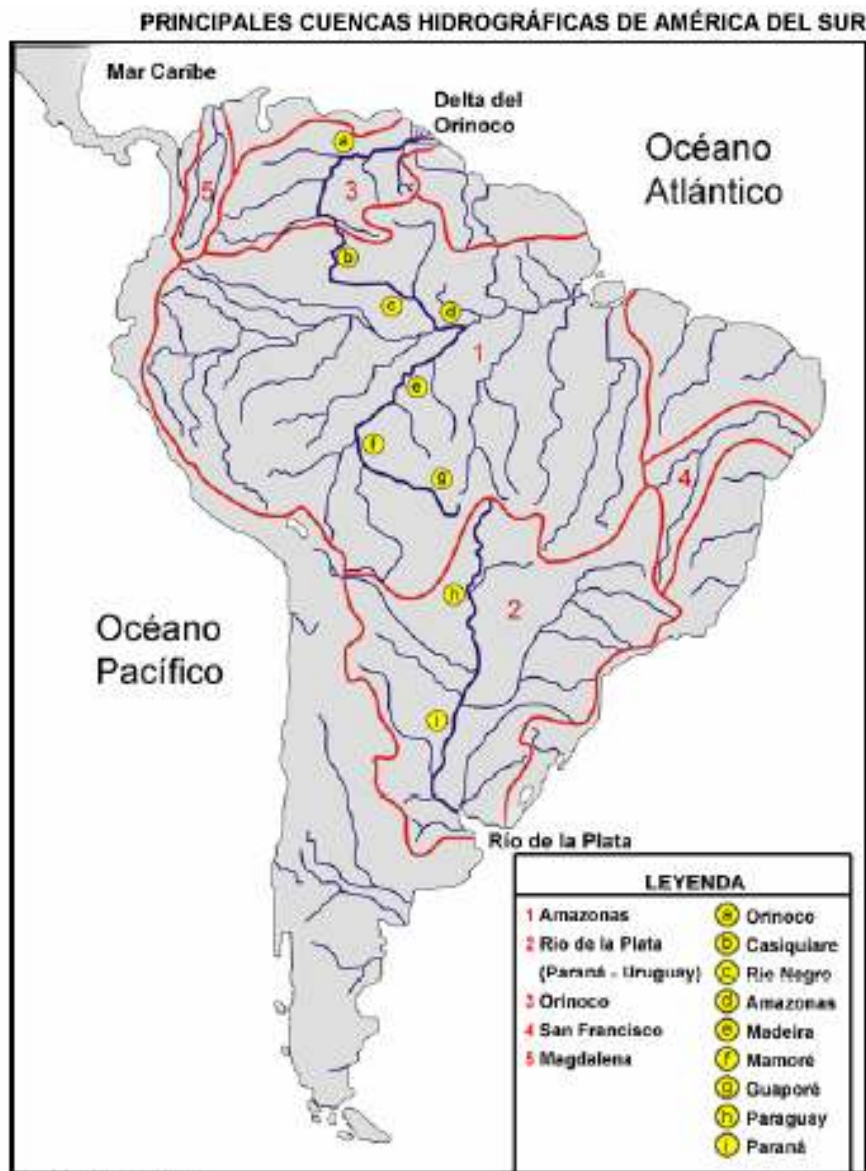 PRINCIPALES CUENCAS HIDROGRÁFICAS DE AMÉRICA DEL SUR
Mar Caribe
Delta del
Orinoco
Océano
Atlántico
a
5
3
b
c
d
1
e
f
g
4
h
2
Océano
Pacífico
i
Río de la Plata
LEYENDA
1 Amazonas
2 Rio de la Plata
(Paraná - Uruguay)
3 Orinoco
4 San Francisco
5 Magdalena
a Orinoco
b Casiquiare
c Rio Negro
d Amazonas
e Madeira
f Mamoré
g Guaporé
h Paraguay
i Paraná